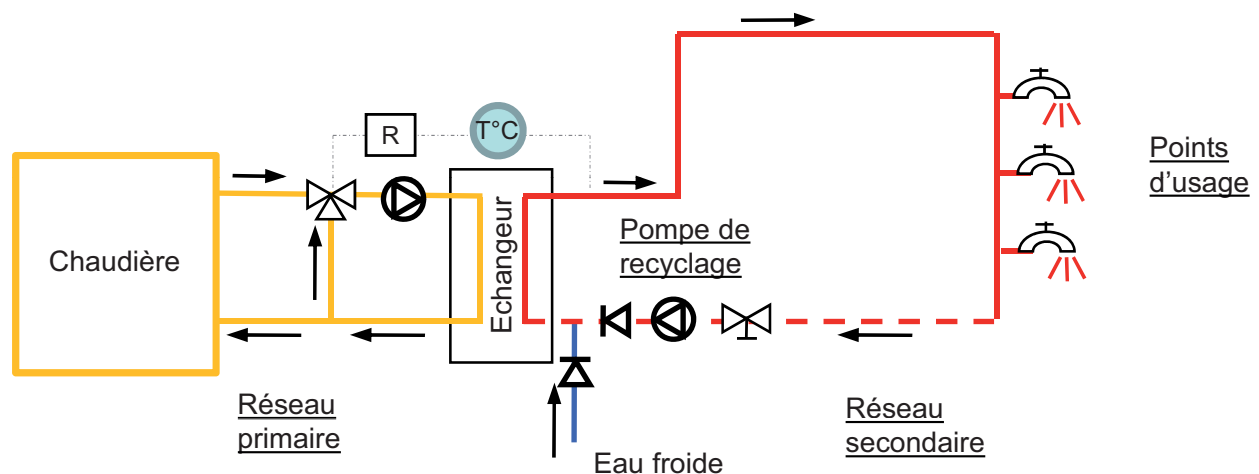 R
T°C
Chaudière
Echangeur
Pompe de
recyclage
Points
d’usage
Réseau
primaire
Eau froide
Réseau
secondaire